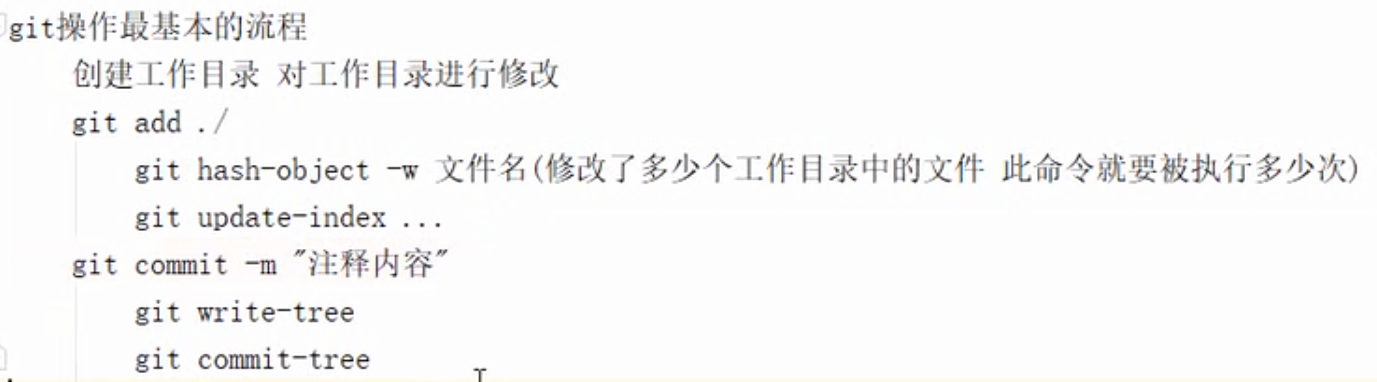 git操作最基本的流程
创建工作目录 对工作目录进行修改
git add ./
git hash-object -w 文件名(修改了多少个工作目录中的文件 此命令就要被执行多少次)
git update-index ...
git commit -m "注释内容"
git write-tree
git commit-tree